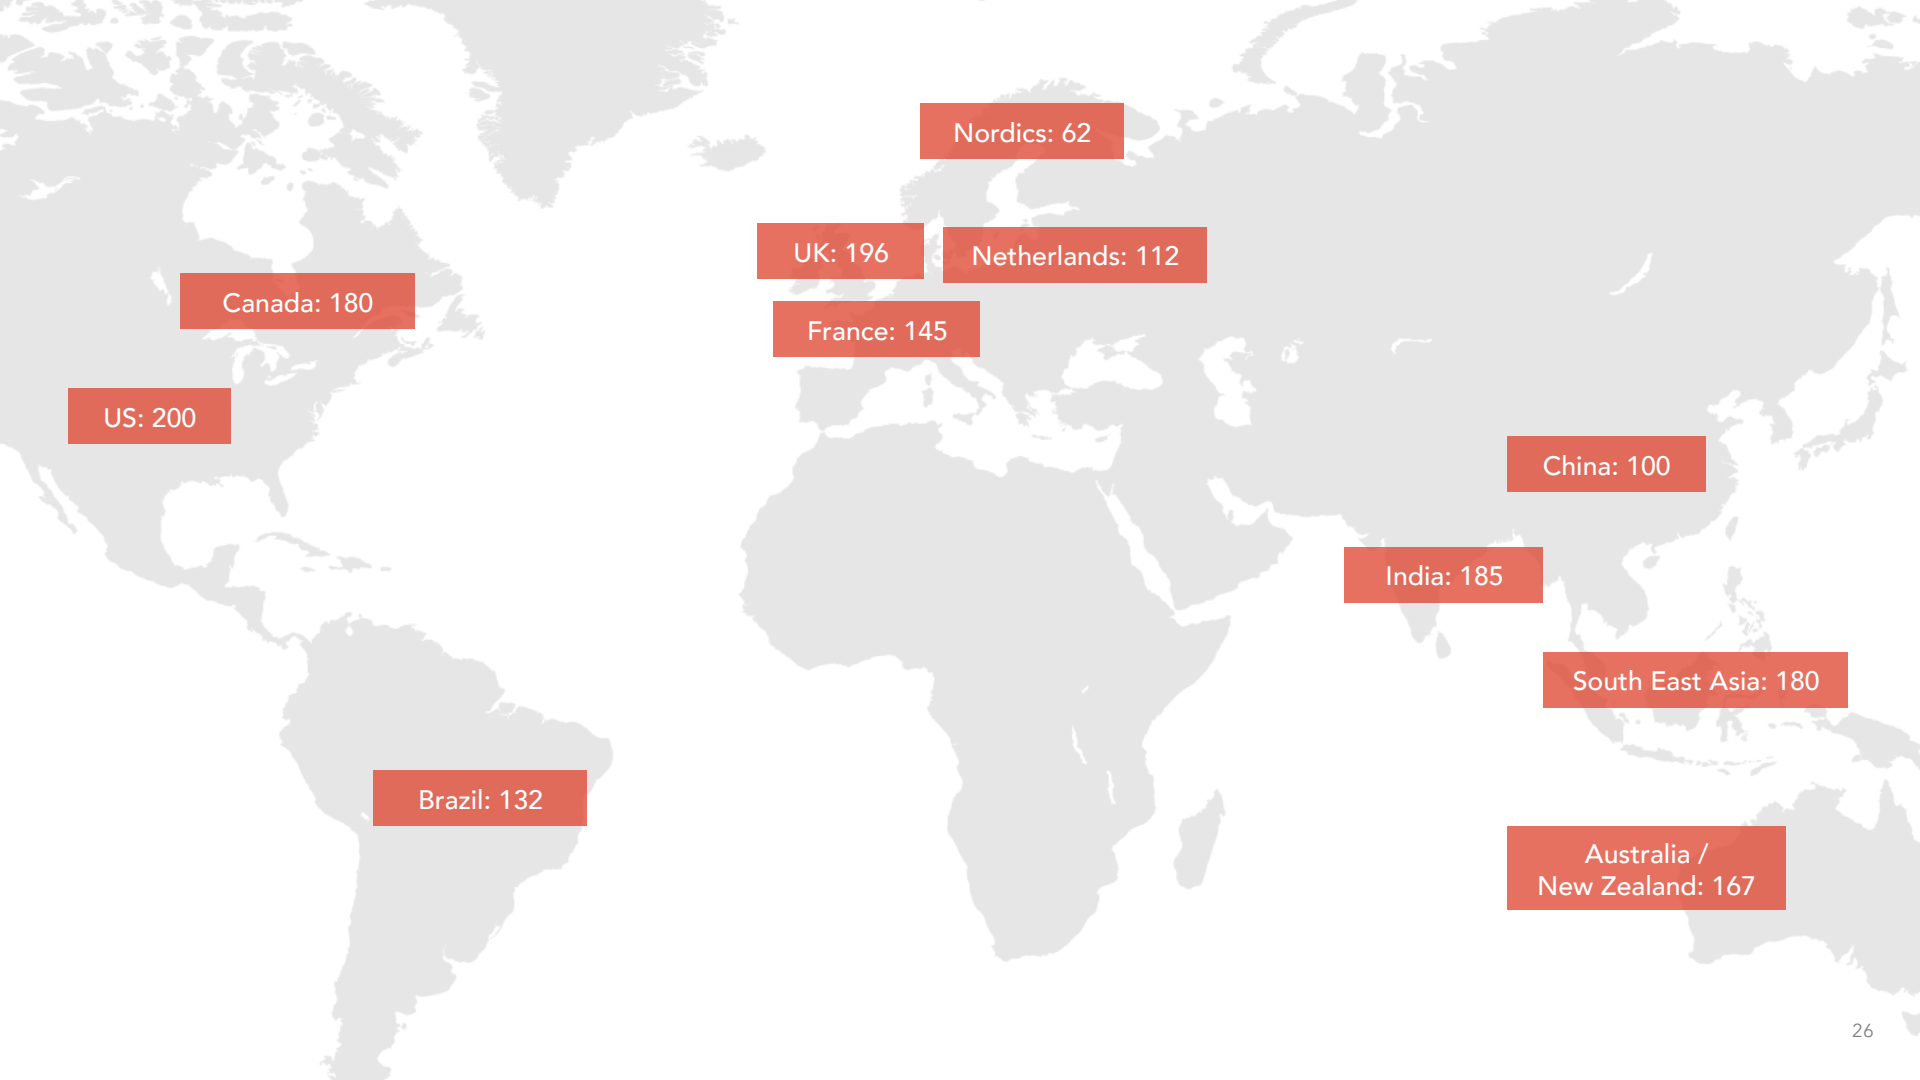 Nordics: 62
UK: 196
Netherlands: 112
Canada: 180
France: 145
US: 200
China: 100
India: 185
South East Asia: 180
Brazil: 132
Australia /
New Zealand: 167
26